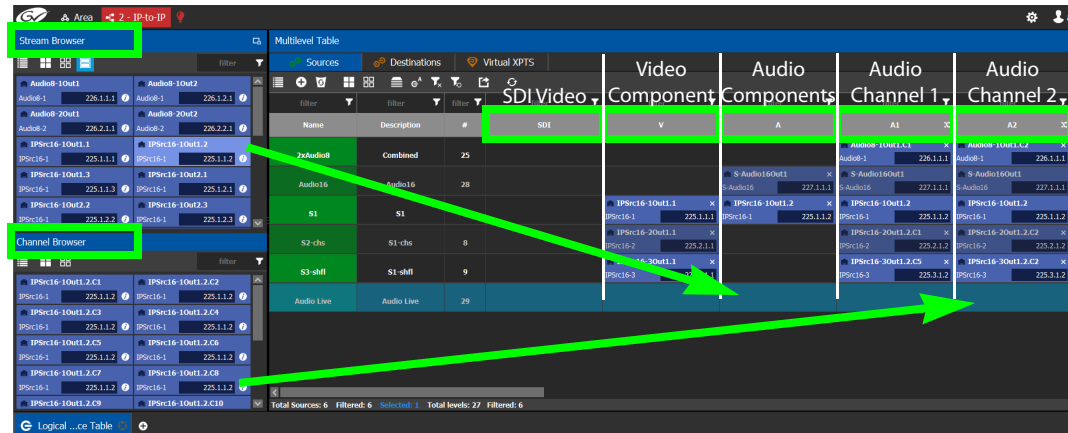 GV Area 2 - IP-to-IP
Stream Browser
filter
Audio8-1Out1 Audio8-1Out2
Audio8-1 226.1.1.1 Audio8-1 226.1.2.1
Audio8-2Out1 Audio8-2Out2
Audio8-2 226.2.1.1 Audio8-2 226.2.2.1
IPSrc16-1Out1.1 IPSrc16-1Out1.2
IPSrc16-1 225.1.1.1 IPSrc16-1 225.1.1.2
IPSrc16-1Out1.3 IPSrc16-1Out2.1
IPSrc16-1 225.1.1.3 IPSrc16-1 225.1.2.1
IPSrc16-1Out2.2 IPSrc16-1Out2.3
IPSrc16-1 225.1.2.2 IPSrc16-1 225.1.2.3
Channel Browser
filter
IPSrc16-1Out1.2.C1 IPSrc16-1Out1.2.C2
IPSrc16-1 225.1.1.2 IPSrc16-1 225.1.1.2
IPSrc16-1Out1.2.C3 IPSrc16-1Out1.2.C4
IPSrc16-1 225.1.1.2 IPSrc16-1 225.1.1.2
IPSrc16-1Out1.2.C5 IPSrc16-1Out1.2.C6
IPSrc16-1 225.1.1.2 IPSrc16-1 225.1.1.2
IPSrc16-1Out1.2.C7 IPSrc16-1Out1.2.C8
IPSrc16-1 225.1.1.2 IPSrc16-1 225.1.1.2
IPSrc16-1Out1.2.C9 IPSrc16-1Out1.2.C10
Multilevel Table
Sources Destinations Virtual XPTS
SDI Video
Video
Component
Audio
Components
Audio
Channel 1
Audio
Channel 2
filter filter filter
Name Description # SDI V A A1 A2
Audio8-1Out1.C1 Audio8-1Out1.C2
2xAudio8 Combined 25
Audio8-1 226.1.1.1 Audio8-1 226.1.1
S-Audio16Out1 S-Audio16Out1 S-Audio16Out1
Audio16 Audio16 28
S-Audio16 227.1.1.1 S-Audio16 227.1.1.1 S-Audio16 227.1.1
IPSrc16-1Out1.1 IPSrc16-1Out1.2 IPSrc16-1Out1.2 IPSrc16-1Out1.2
S1 S1
IPSrc16-1 225.1.1.1 IPSrc16-1 225.1.1.2 IPSrc16-1 225.1.1.2 IPSrc16-1 225.1.1.2
IPSrc16-2Out1.1 IPSrc16-2Out1.2.C1 IPSrc16-2Out1.2.C2
S2-chs S1-chs 8
IPSrc16-2 225.2.1.1 IPSrc16-2 225.2.1.2 IPSrc16-2 225.2.1.2
IPSrc16-3Out1.1 IPSrc16-3Out1.2.C5 IPSrc16-3Out1.2.C2
S3-shfl S1-shfl 9
IPSrc16-3 IPSrc16-3 225.3.1.2 IPSrc16-3 225.3.1.2
Audio Live Audio Live 29
Total Sources: 6 Filtered: 6 Selected: 1 Total levels: 27 Filtered: 6
Logical ...ce Table